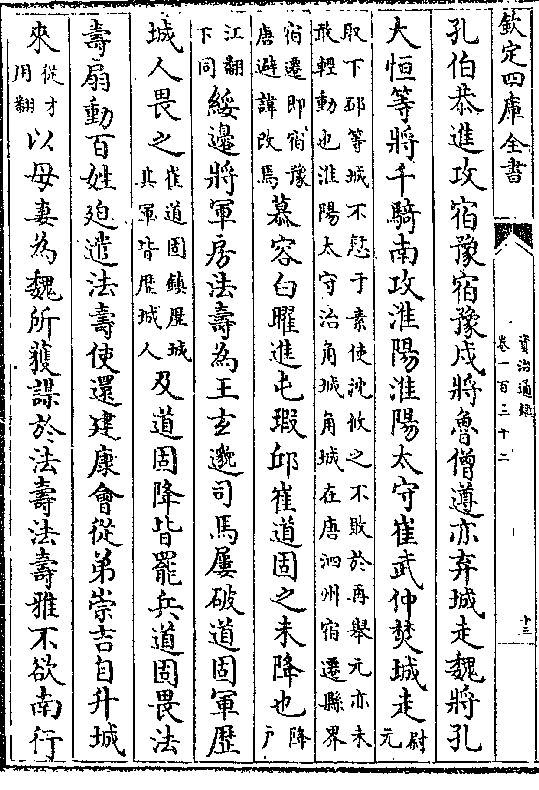 欽定四庫全書
資治通鑑
卷一百三十二
十三
孔伯恭進攻宿豫宿豫戍將魯僧遵亦弃城走魏將孔
大恒等將千騎南攻淮陽淮陽太守崔武仲焚城走尉元
取下邳等城不愆于素使沈攸之不敗於再舉元亦未
敢輕動也淮陽太守治角城角城在唐泗州宿遷縣界
宿遷即宿豫唐避諱改焉慕容白曜進屯瑕邱崔道固之未降也降户
江翻下同綏邊將軍房法壽為王玄邈司馬屢破道固軍歷
城人畏之崔道固鎮歷城其軍皆歷城人及道固降皆罷兵道固畏法
壽扇動百姓迫遣法壽使還建康會從弟崇吉自升城
來從才用翻以母妻為魏所獲謀於法壽法壽雅不欲南行